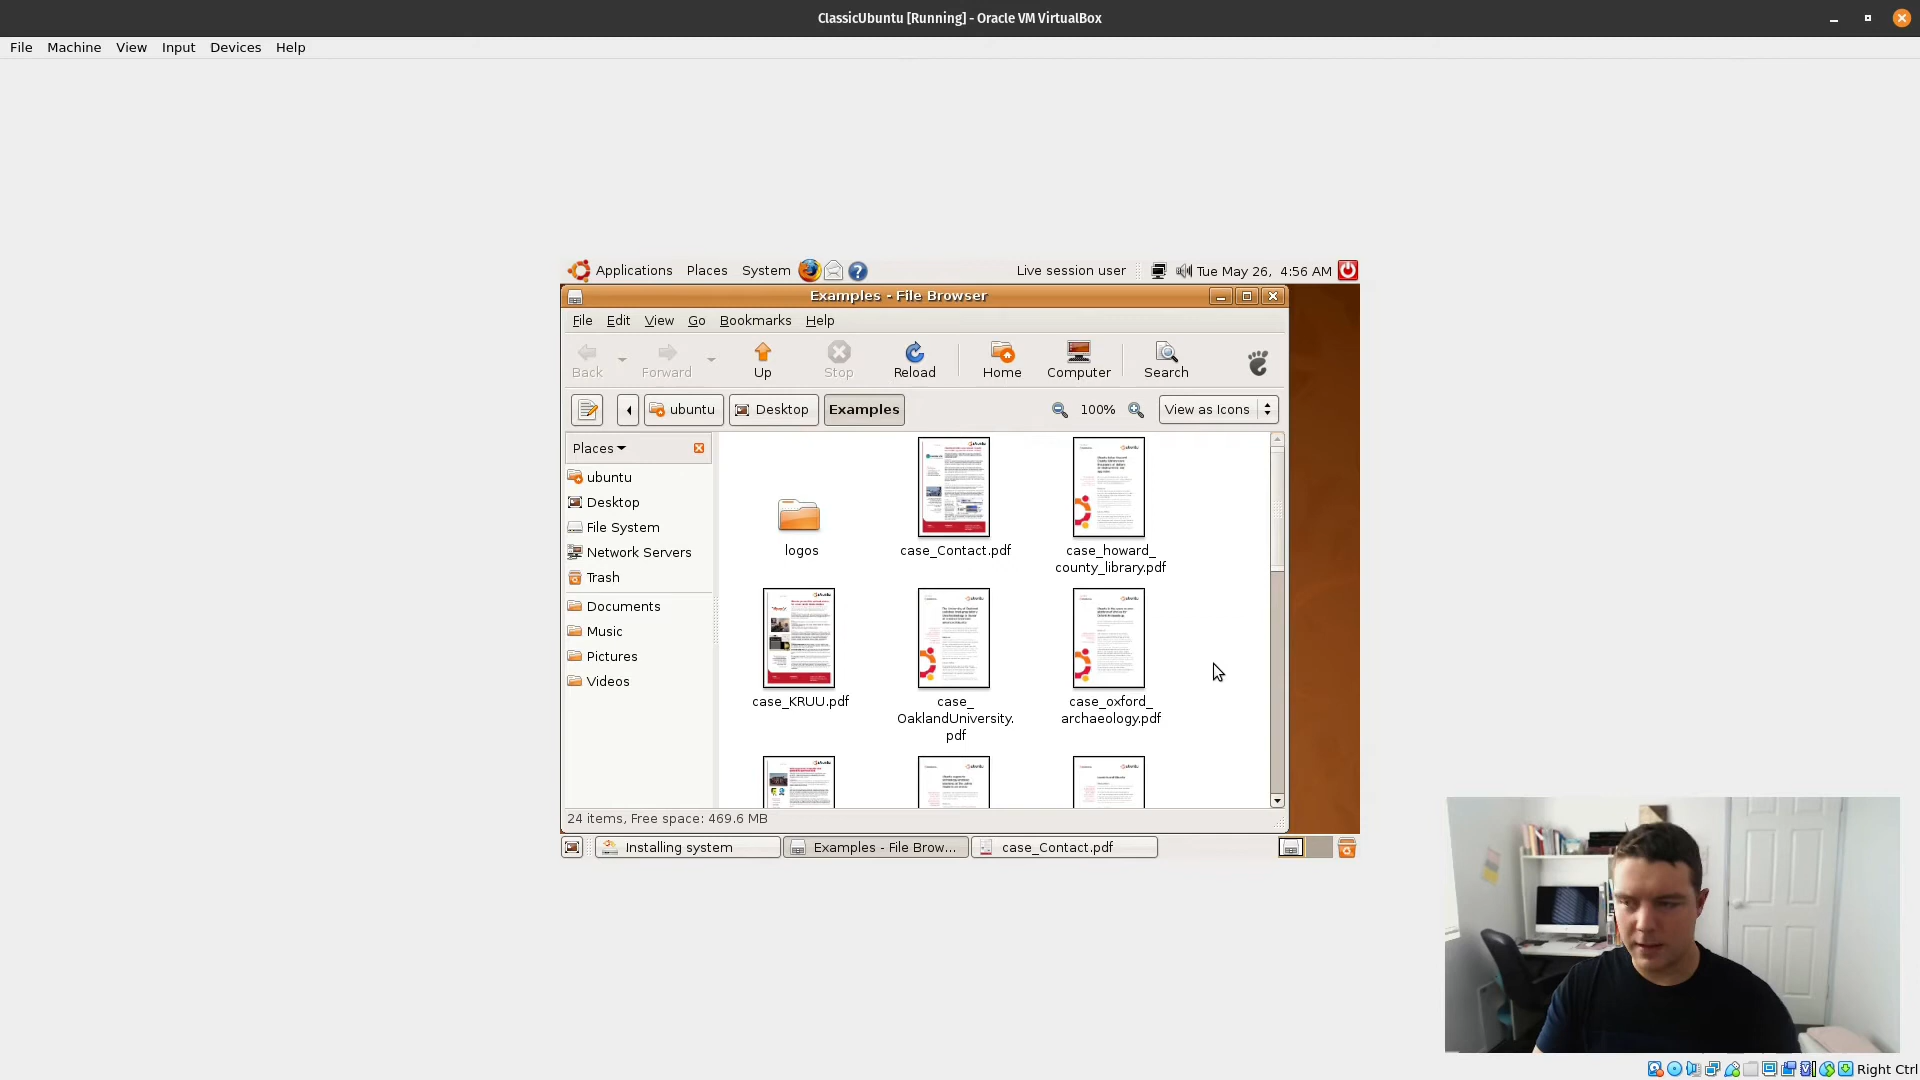 ClassicUbuntu [Running] - Oracle VM VirtualBox
File Machine View Input Devices Help
Applications Places System Live session user Tue May 26, 4:56 AM
Examples - File Browser
File Edit View Go Bookmarks Help
Back Forward Up Stop Reload Home Computer Search
ubuntu Desktop Examples 100% View as Icons
Places
ubuntu
Desktop
File System
Network Servers
Trash
Documents
Music
Pictures
Videos
logos
case_Contact.pdf
case_howard_
county_library.pdf
case_KRUU.pdf
case_
OaklandUniversity.
pdf
case_oxford_
archaeology.pdf
24 items, Free space: 469.6 MB
Installing system Examples - File Brow... case_Contact.pdf
Right Ctrl